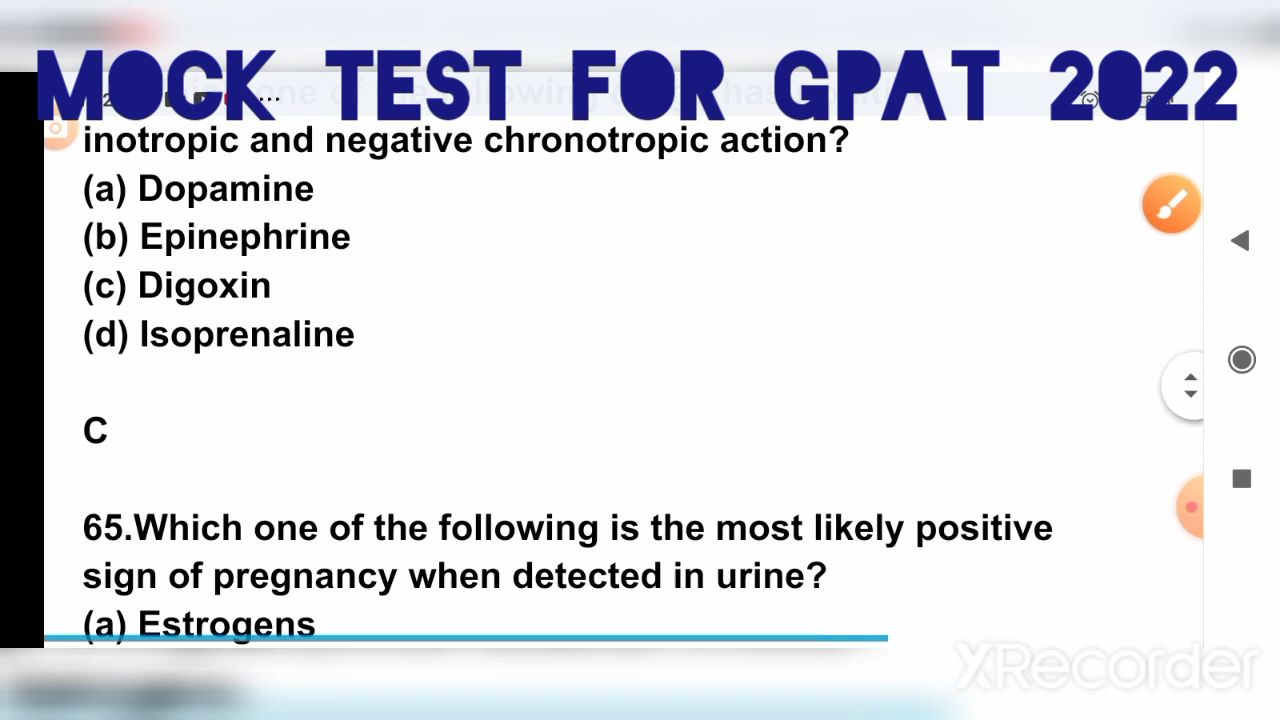 MOCK TEST FOR GPAT 2022
inotropic and negative chronotropic action?
(a) Dopamine
(b) Epinephrine
(c) Digoxin
(d) Isoprenaline
C
65.Which one of the following is the most likely positive
sign of pregnancy when detected in urine?
(a) Estrogens
XRecorder